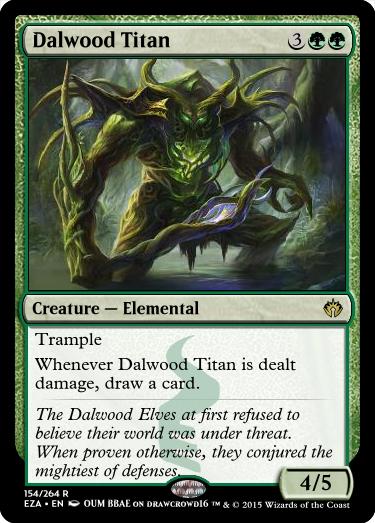 Dalwood Titan 3
Creature — Elemental
Trample
Whenever Dalwood Titan is dealt
damage, draw a card.
The Dalwood Elves at first refused to
believe their world was under threat.
When proven otherwise, they conjured the
mightiest of defenses.
4/5
154/264 R
EZA • EN OUM BBAE ON DRAWCROWD16 ™ & © 2015 Wizards of the Coast